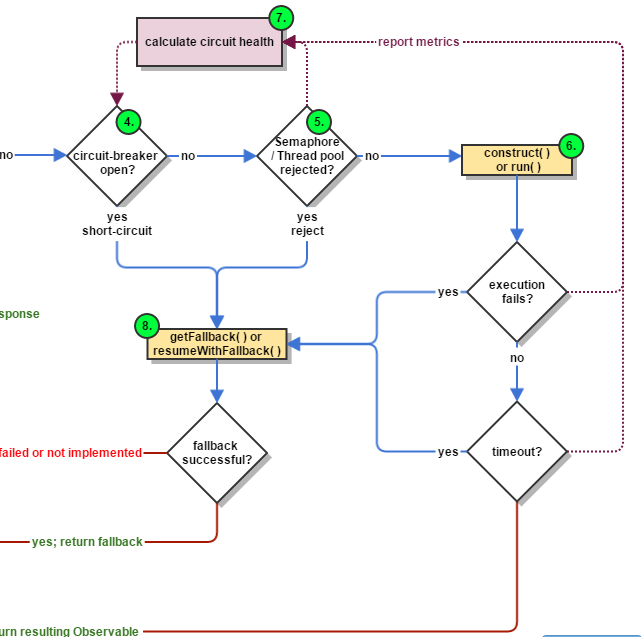 7.
calculate circuit health
report metrics
4.
5.
6.
no
circuit-breaker
open?
no
Semaphore
/ Thread pool
rejected?
no
construct( )
or run( )
yes
short-circuit
yes
reject
yes
execution
fails?
sponse
8.
getFallback( ) or
resumeWithFallback( )
no
failed or not implemented
fallback
successful?
yes
timeout?
yes; return fallback
urn resulting Observable